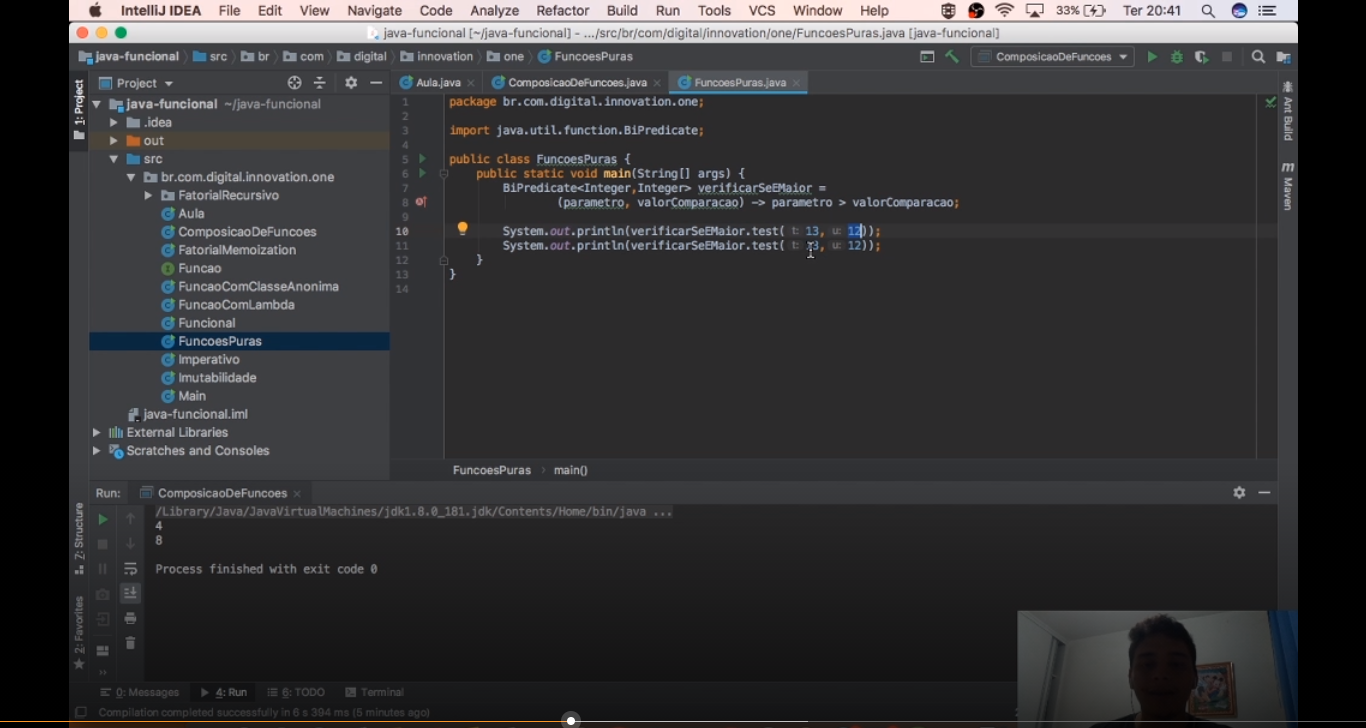 IntelliJ IDEA File Edit View Navigate Code Analyze Refactor Build Run Tools VCS Window Help 33% Ter 20:41
java-funcional [~/java-funcional] - .../src/br/com/digital/innovation/one/FuncoesPuras.java [java-funcional]
java-funcional src br com digital innovation one FuncoesPuras ComposicaoDeFuncoes
Project
Aula.java ComposicaoDeFuncoes.java FuncoesPuras.java
1: Project
java-funcional ~/java-funcional
.idea
out
src
br.com.digital.innovation.one
FatorialRecursivo
Aula
ComposicaoDeFuncoes
FatorialMemoization
Funcao
FuncaoComClasseAnonima
FuncaoComLambda
Funcional
FuncoesPuras
Imperativo
Imutabilidade
Main
java-funcional.iml
External Libraries
Scratches and Consoles
1 package br.com.digital.innovation.one;
2
3 import java.util.function.BiPredicate;
4
5 public class FuncoesPuras {
6 public static void main(String[] args) {
7 BiPredicate<Integer,Integer> verificarSeEMaior =
8 (parametro, valorComparacao) -> parametro > valorComparacao;
9
10 System.out.println(verificarSeEMaior.test( t: 13, u: 12));
11 System.out.println(verificarSeEMaior.test( t: 13, u: 12));
12 }
13 }
14
Ant Build
Maven
FuncoesPuras main()
Run: ComposicaoDeFuncoes
/Library/Java/JavaVirtualMachines/jdk1.8.0_181.jdk/Contents/Home/bin/java ...
4
8
Process finished with exit code 0
7: Structure
2: Favorites
0: Messages 4: Run 6: TODO Terminal
Compilation completed successfully in 6 s 394 ms (5 minutes ago)